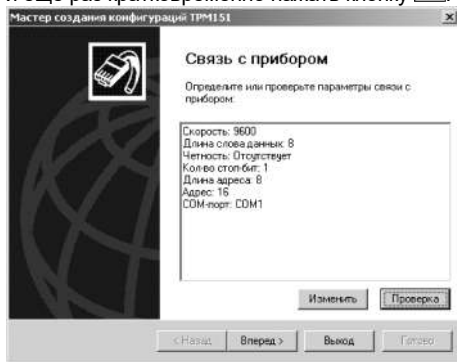 и еще раз кратковременно нажать кнопку
Мастер создания конфигураций ТРМ151
Связь с прибором
Определите или проверьте параметры связи с
прибором:
Скорость: 9600
Длина слова данных: 8
Четность: Отсутствует
Кол-во стоп-бит: 1
Длина адреса: 8
Адрес: 16
COM-порт: COM1
Изменить Проверка
< Назад Вперед > Выход Готово